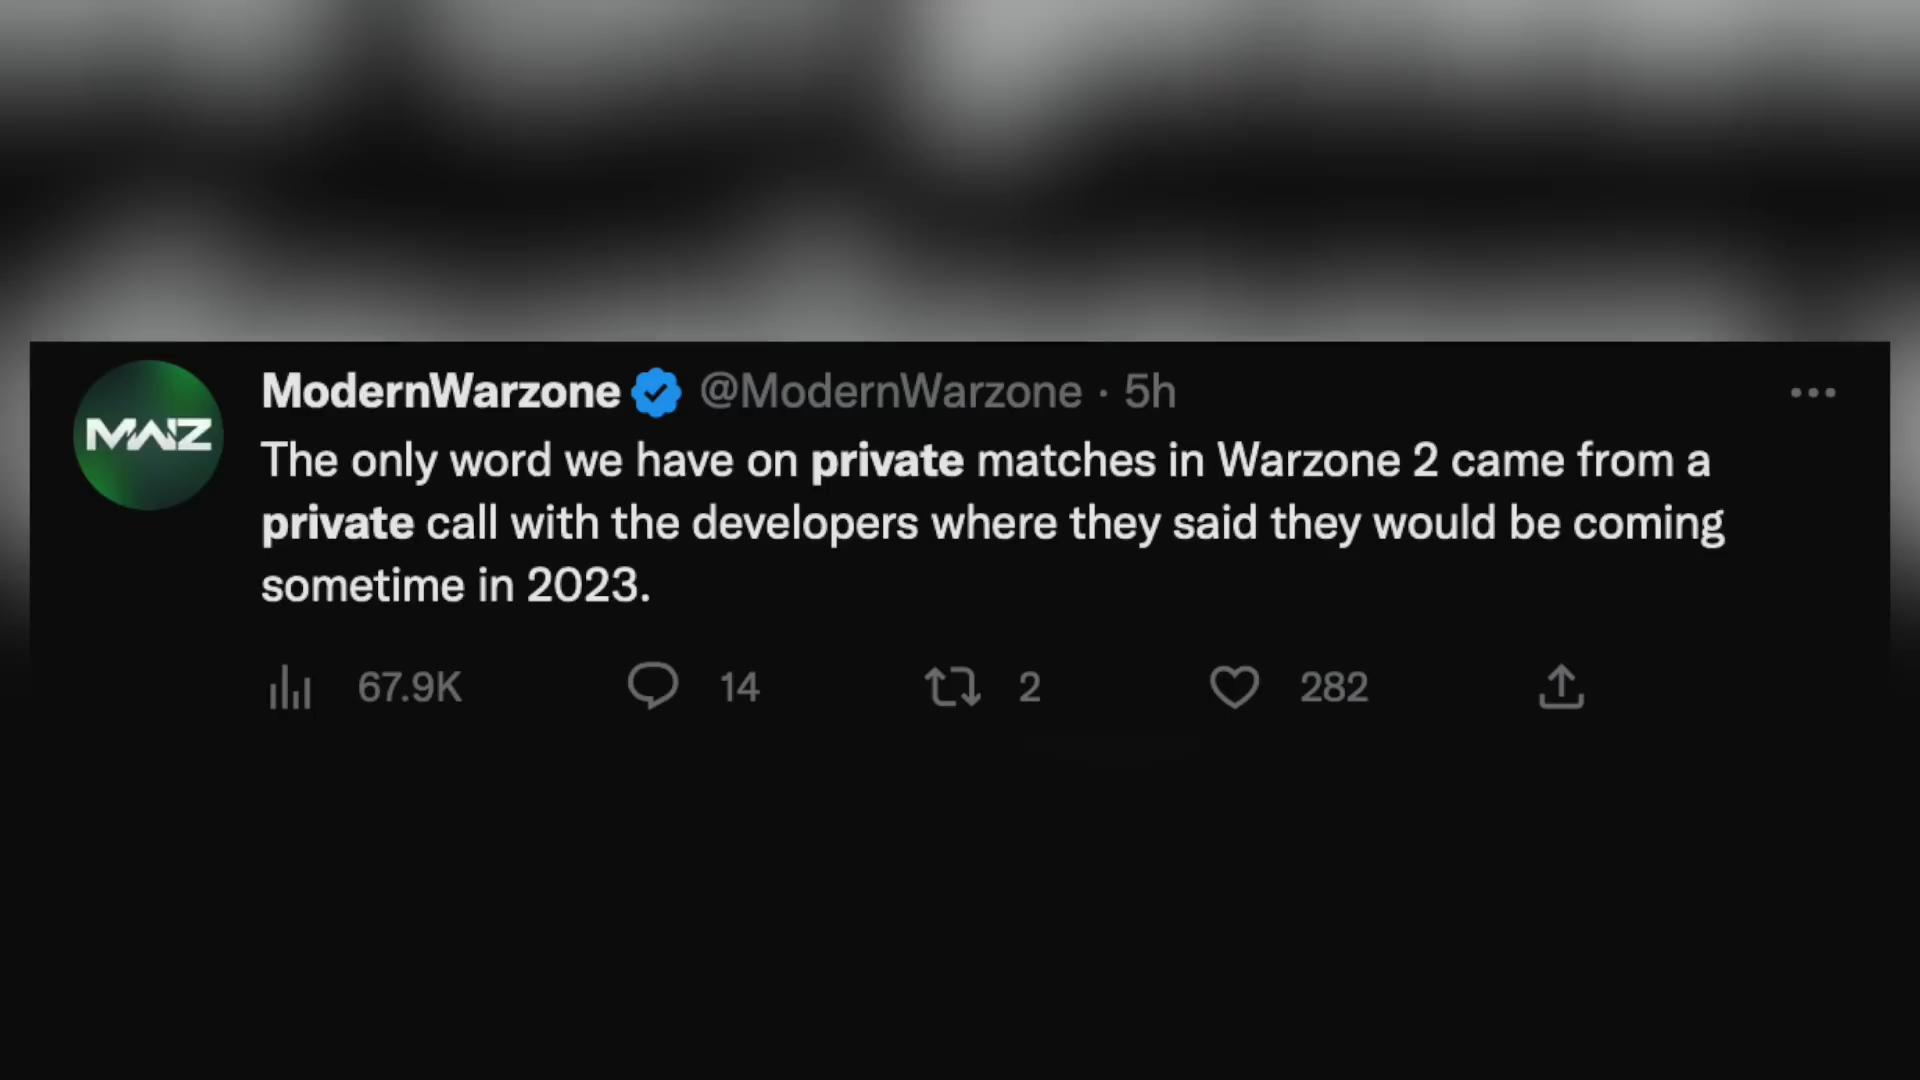 ModernWarzone @ModernWarzone · 5h
MWZ
The only word we have on private matches in Warzone 2 came from a
private call with the developers where they said they would be coming
sometime in 2023.
67.9K 14 2 282